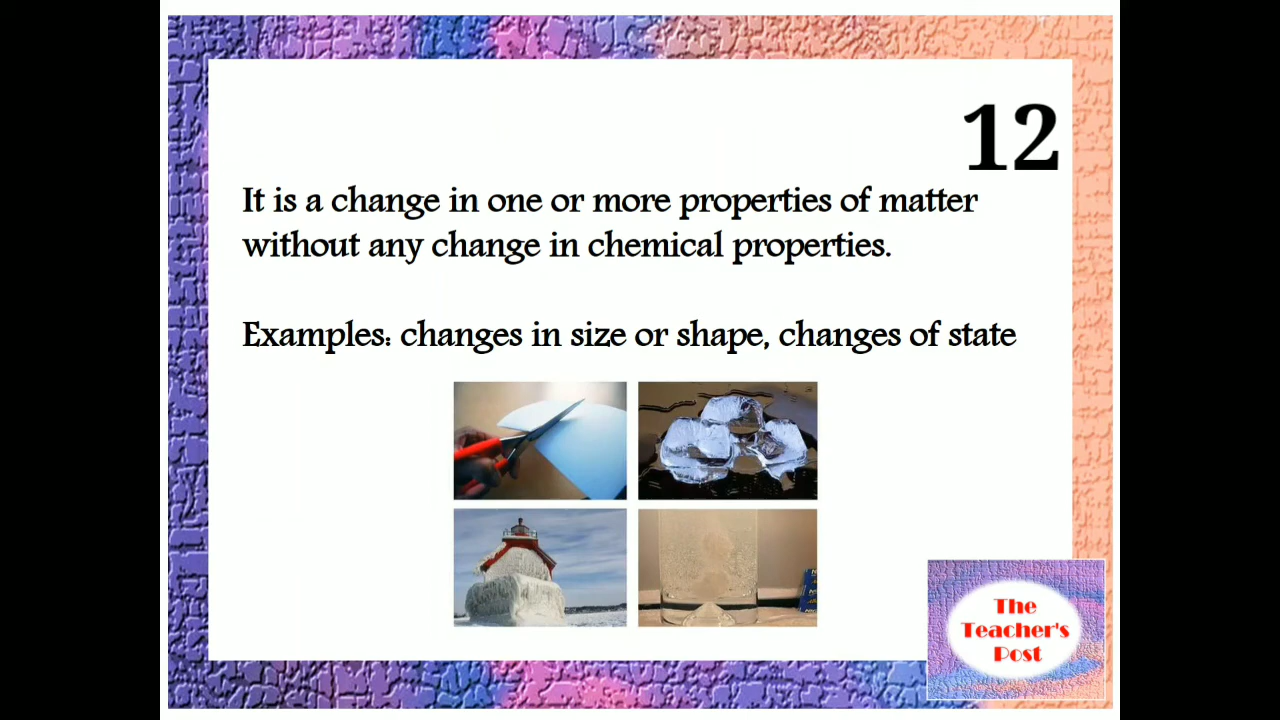 12
It is a change in one or more properties of matter
without any change in chemical properties.
Examples: changes in size or shape, changes of state
The
Teacher's
Post